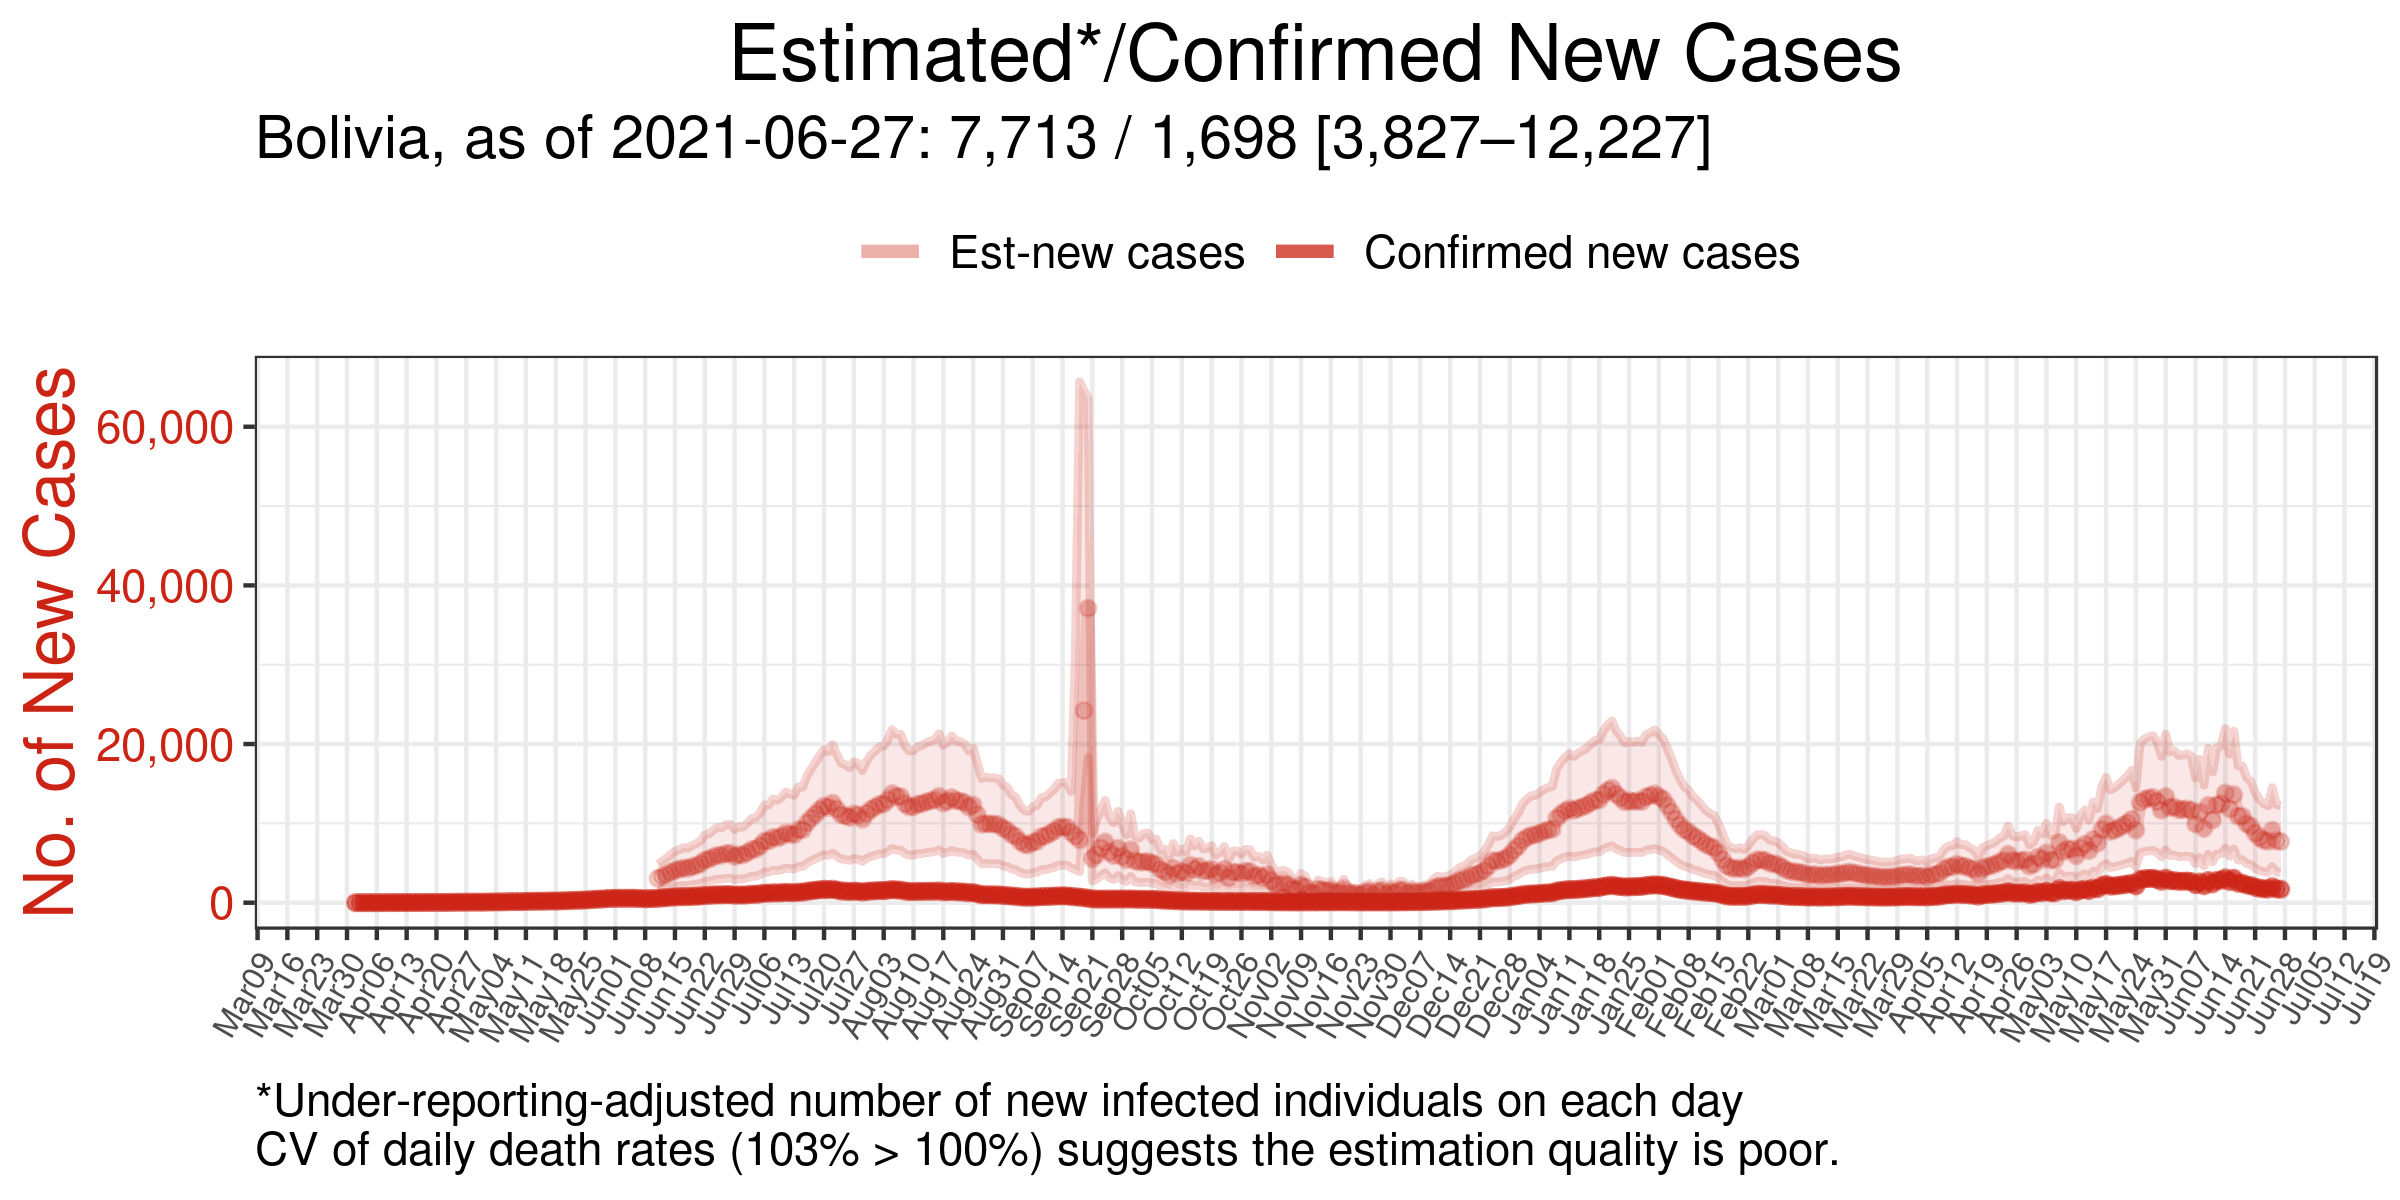 Estimated*/Confirmed New Cases
Bolivia, as of 2021-06-27: 7,713 / 1,698 [3,827–12,227]
Est-new cases
Confirmed new cases
No. of New Cases
60,000
40,000
20,000
0
Mar09
Mar16
Mar23
Mar30
Apr06
Apr13
Apr20
Apr27
May04
May11
May18
May25
Jun01
Jun08
Jun15
Jun22
Jun29
Jul06
Jul13
Jul20
Jul27
Aug03
Aug10
Aug17
Aug24
Aug31
Sep07
Sep14
Sep21
Sep28
Oct05
Oct12
Oct19
Oct26
Nov02
Nov09
Nov16
Nov23
Nov30
Dec07
Dec14
Dec21
Dec28
Jan04
Jan11
Jan18
Jan25
Feb01
Feb08
Feb15
Feb22
Mar01
Mar08
Mar15
Mar22
Mar29
Apr05
Apr12
Apr19
Apr26
May03
May10
May17
May24
May31
Jun07
Jun14
Jun21
Jun28
Jul05
Jul12
Jul19
*Under-reporting-adjusted number of new infected individuals on each day
CV of daily death rates (103% > 100%) suggests the estimation quality is poor.